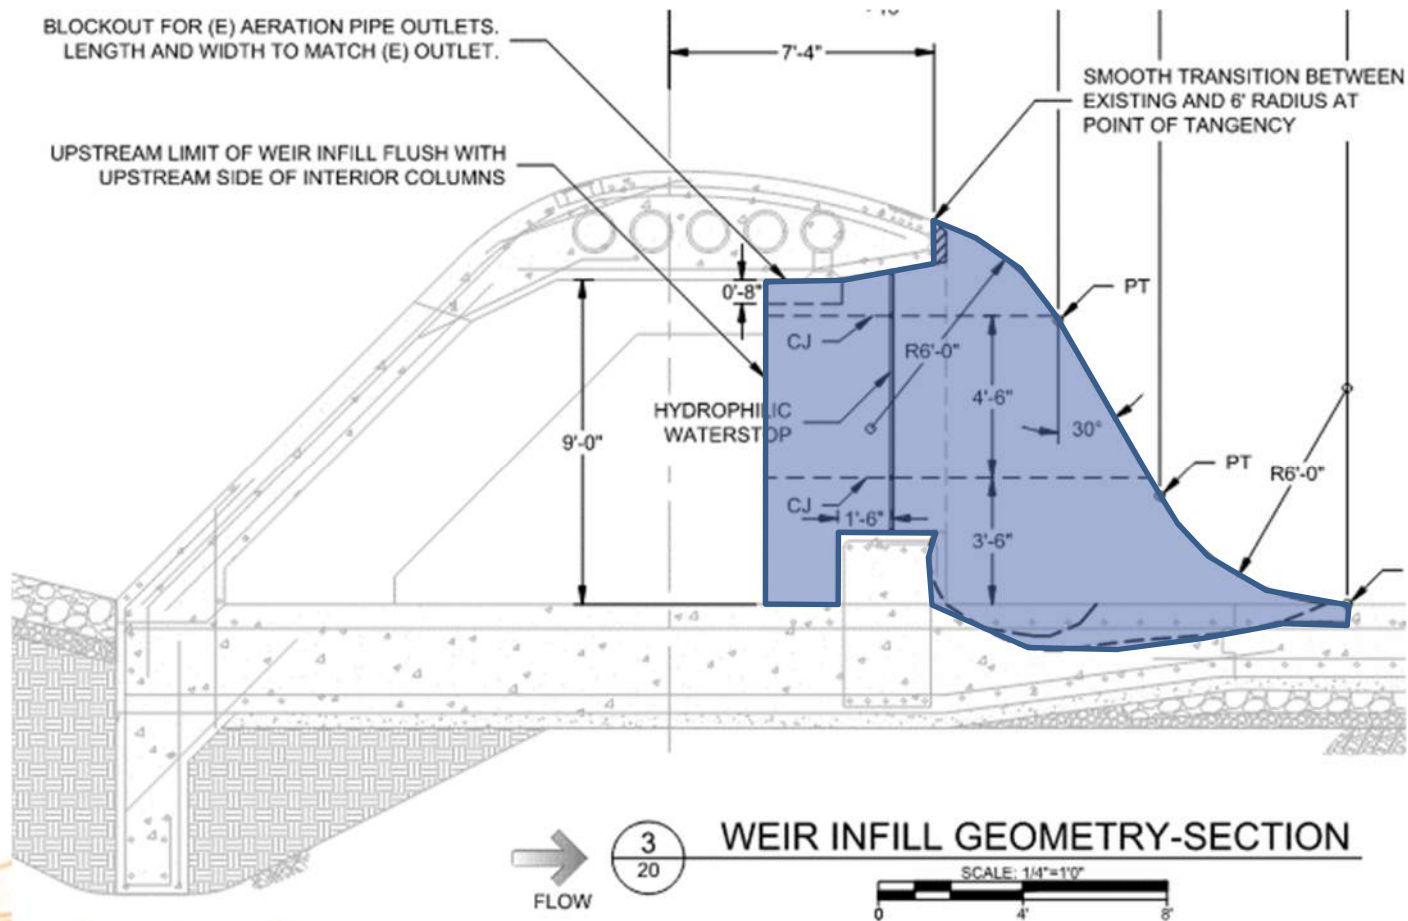 BLOCKOUT FOR (E) AERATION PIPE OUTLETS.
LENGTH AND WIDTH TO MATCH (E) OUTLET.
7'-4"
SMOOTH TRANSITION BETWEEN
EXISTING AND 6' RADIUS AT
POINT OF TANGENCY
UPSTREAM LIMIT OF WEIR INFILL FLUSH WITH
UPSTREAM SIDE OF INTERIOR COLUMNS
0'-8"
PT
CJ
R6'-0"
4'-6"
HYDROPHILIC
WATERSTOP
30°
9'-0"
PT
R6'-0"
CJ
1'-6"
3'-6"
3
20
WEIR INFILL GEOMETRY-SECTION
SCALE: 1/4"=1'0"
FLOW
0 4' 8'